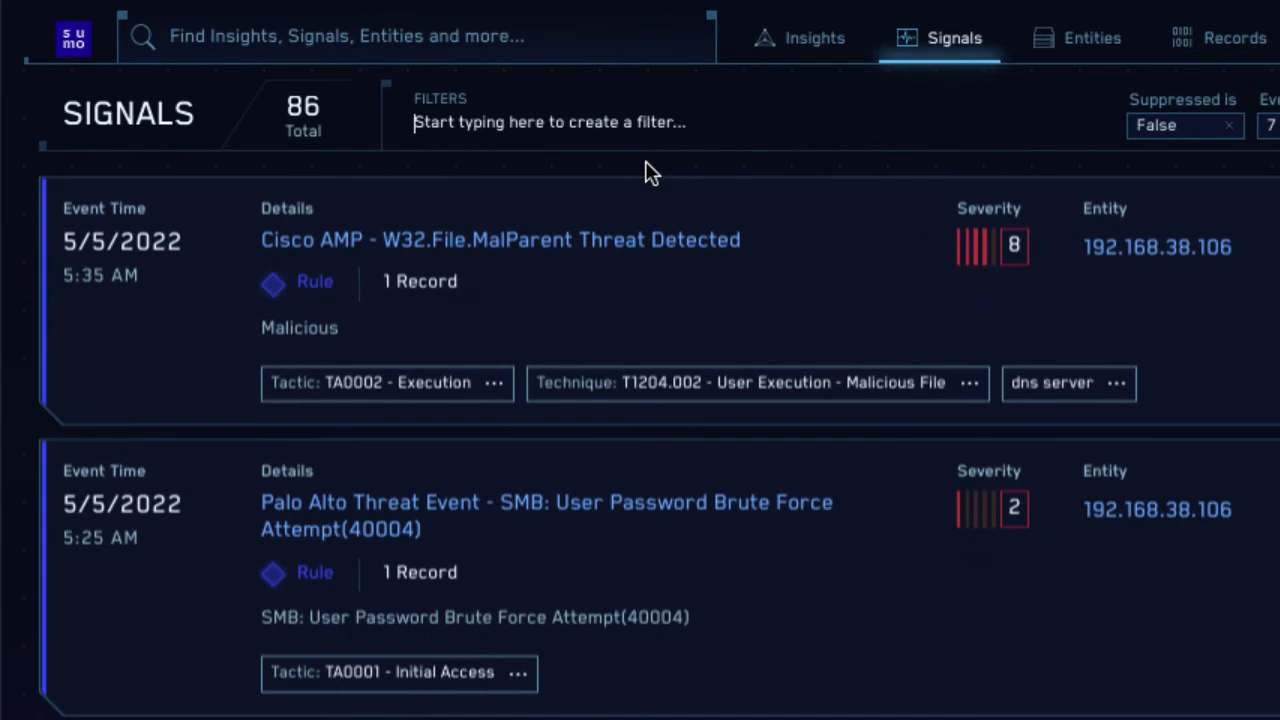 su
mo
Find Insights, Signals, Entities and more...
Insights
Signals
Entities
Records
SIGNALS
86
Total
FILTERS
Start typing here to create a filter...
Suppressed is
False ×
7
Event Time
5/5/2022
5:35 AM
Details
Cisco AMP - W32.File.MalParent Threat Detected
Rule
1 Record
Malicious
Tactic: TA0002 - Execution ...
Technique: T1204.002 - User Execution - Malicious File ...
dns server ...
Severity
8
Entity
192.168.38.106
Event Time
5/5/2022
5:25 AM
Details
Palo Alto Threat Event - SMB: User Password Brute Force
Attempt(40004)
Rule
1 Record
SMB: User Password Brute Force Attempt(40004)
Tactic: TA0001 - Initial Access ...
Severity
2
Entity
192.168.38.106